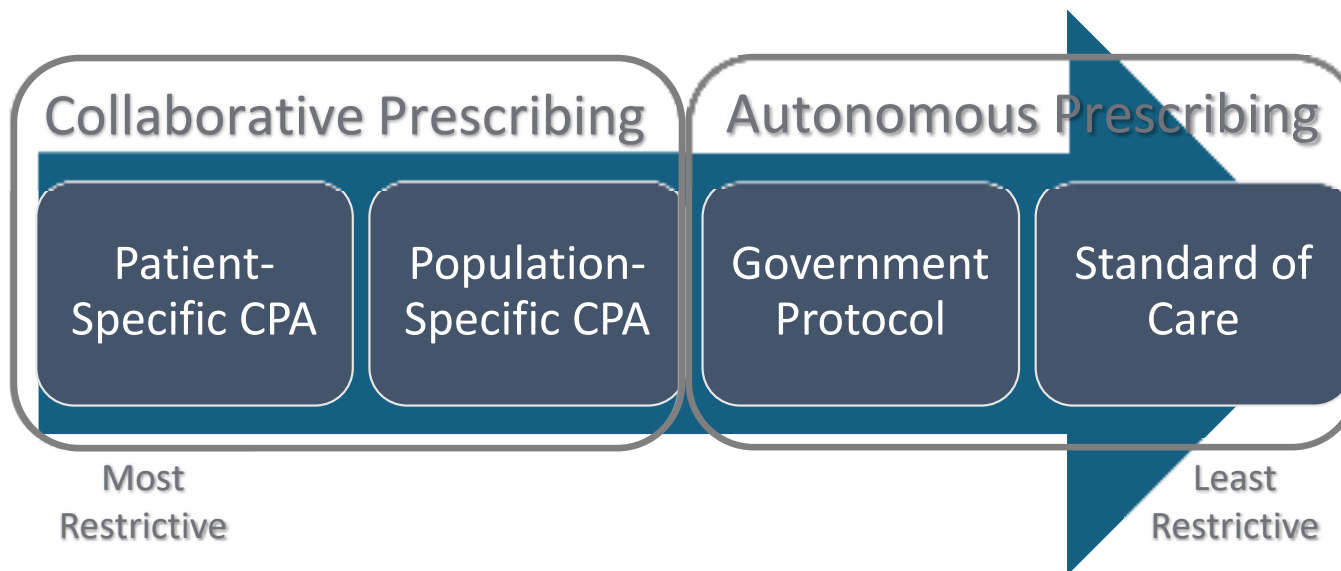 Collaborative Prescribing
Autonomous Prescribing
Patient-
Specific CPA
Population-
Specific CPA
Government
Protocol
Standard of
Care
Most
Restrictive
Least
Restrictive